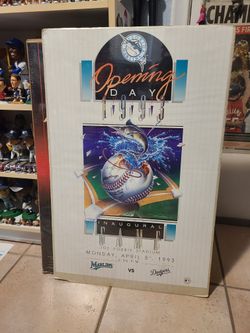 Opening
DAY
1993
INAUGURAL
GAME
JOE ROBBIE STADIUM
MONDAY, APRIL 5, 1993
MARLINS VS Dodgers